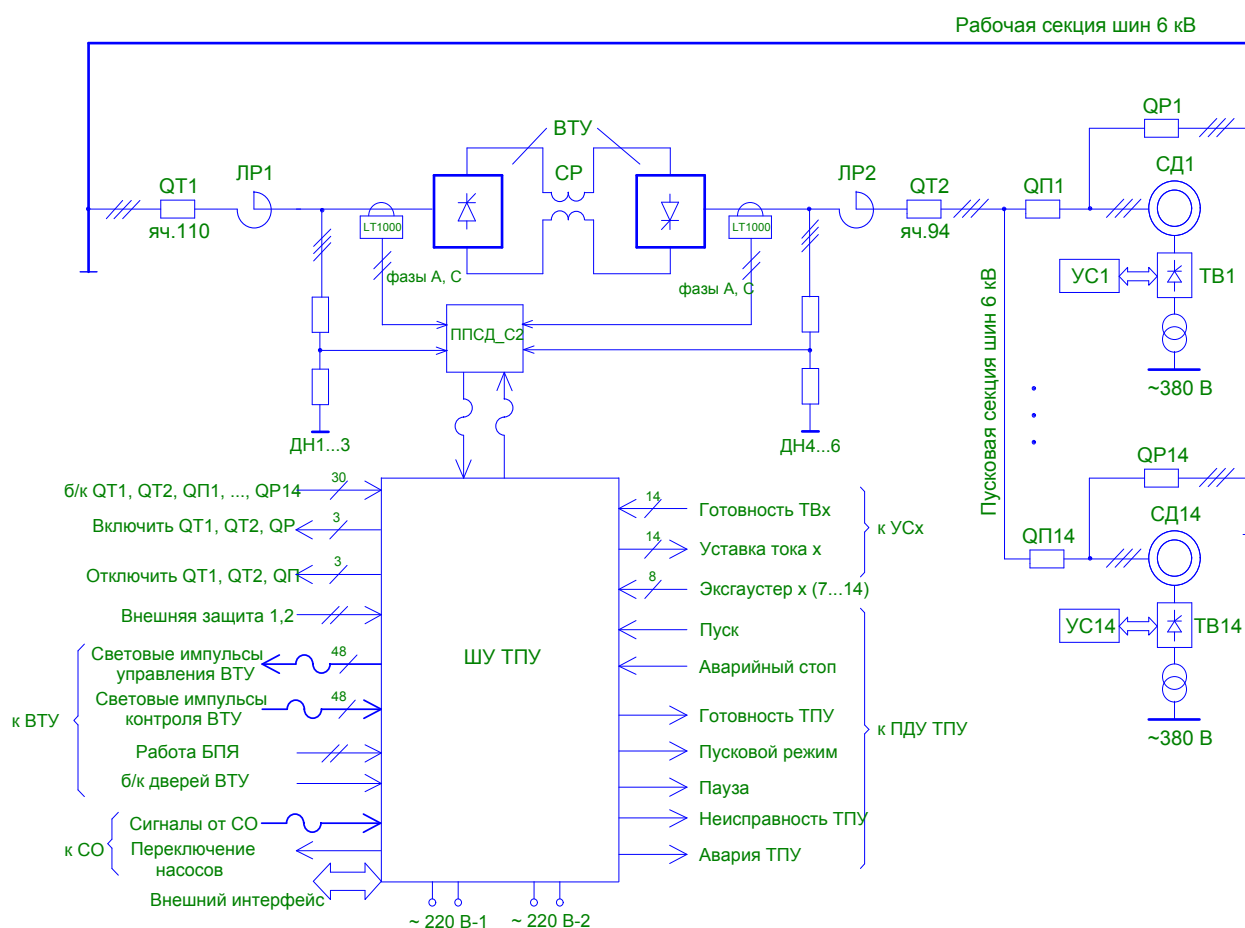 Рабочая секция шин 6 кВ
QP1
ВТУ
СД1
ЛР1
СР
ЛР2
QT1
QT2
QП1
яч.110
LT1000
LT1000
яч.94
фазы А, С
фазы А, С
УС1
ТВ1
ППСД_С2
Пусковая секция шин 6 кВ
~380 В
ДН1...3
ДН4...6
QP14
СД14
QП14
б/к QT1, QT2, QП1, ..., QP14
30
14
Готовность ТВх
Включить QT1, QT2, QP
3
14
Уставка тока х
к УСх
Отключить QT1, QT2, QП
3
8
Эксгаустер х (7...14)
Внешняя защита 1,2
Пуск
УС14
ТВ14
ШУ ТПУ
Световые импульсы
управления ВТУ
48
Аварийный стоп
Световые импульсы
контроля ВТУ
48
к ВТУ
Готовность ТПУ
к ПДУ ТПУ
~380 В
Работа БПЯ
Пусковой режим
б/к дверей ВТУ
Пауза
Сигналы от СО
Неисправность ТПУ
к СО
Переключение
насосов
Авария ТПУ
Внешний интерфейс
~ 220 В-1
~ 220 В-2